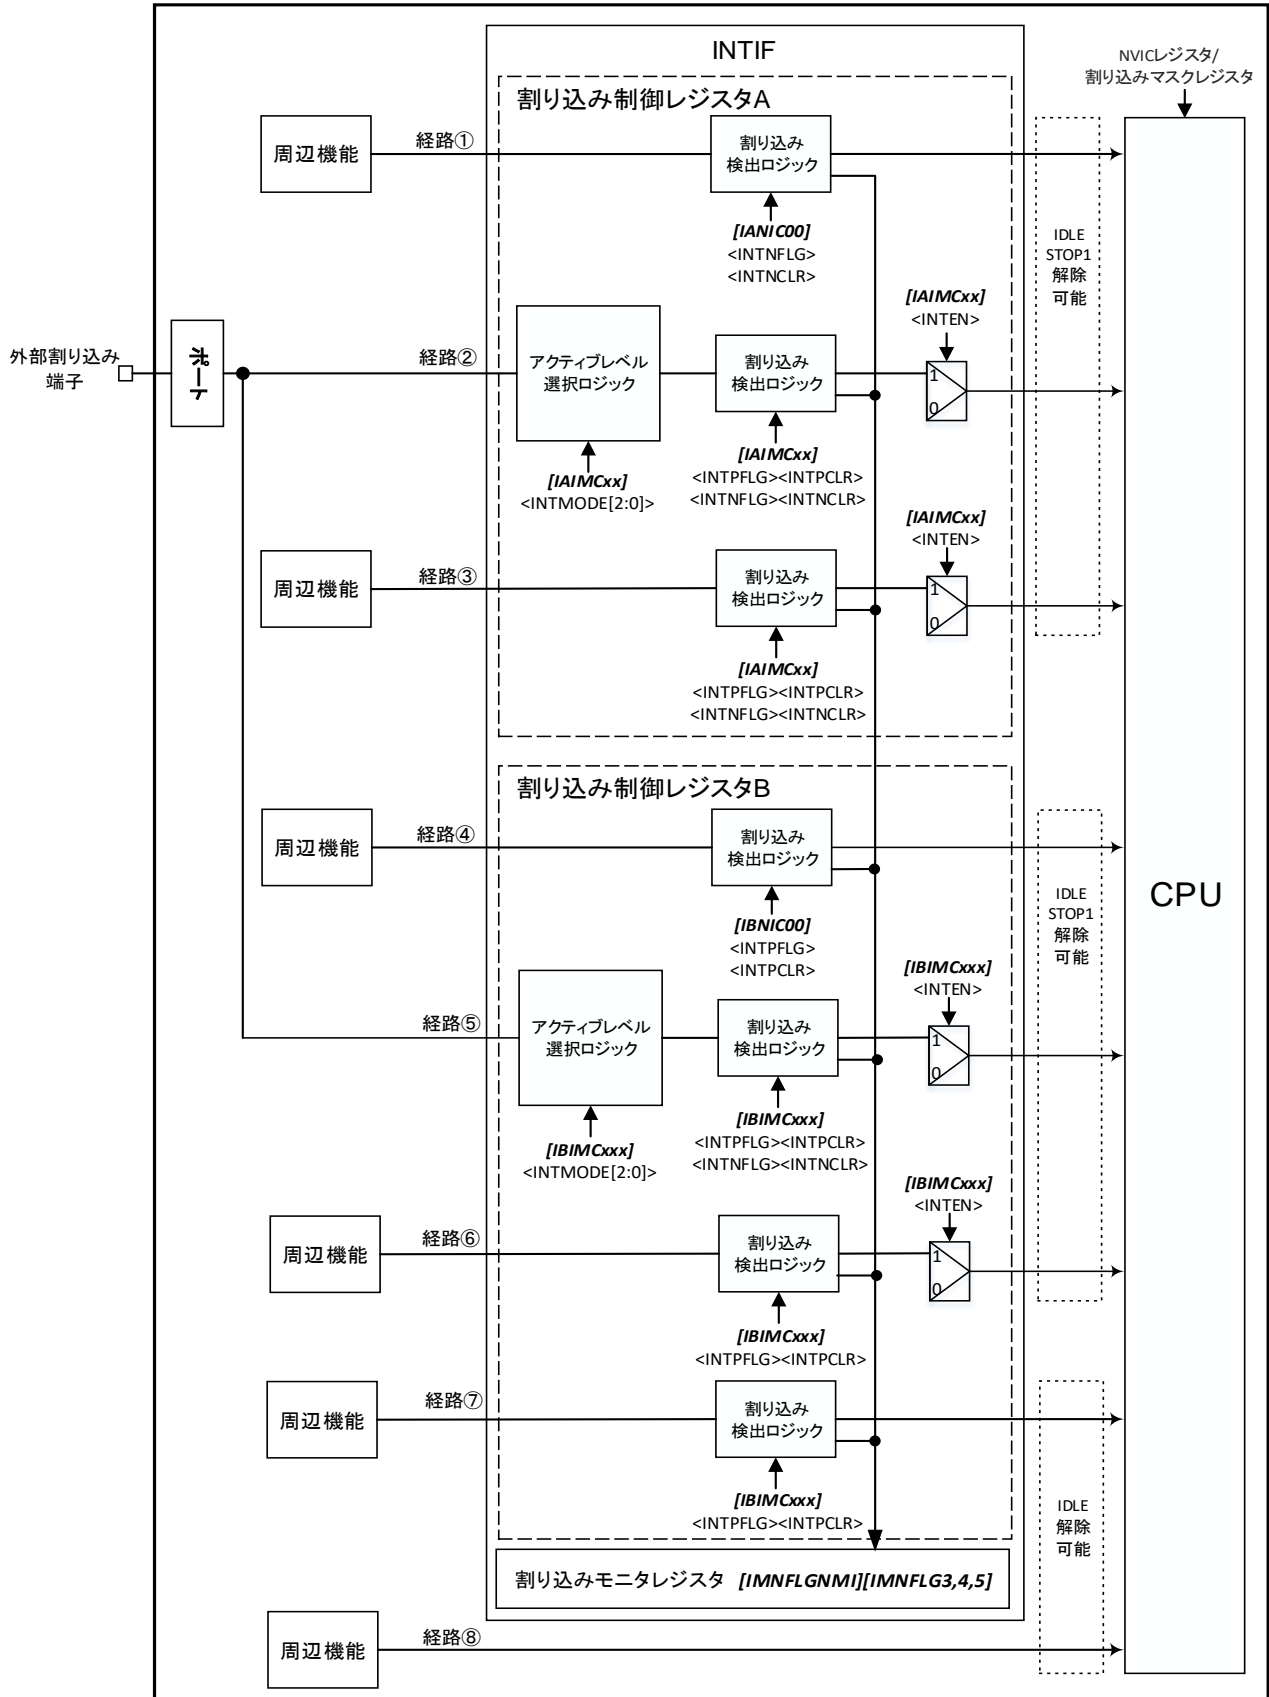 INTIF
NVICレジスタ/
割り込みマスクレジスタ
割り込み制御レジスタA
周辺機能
経路①
割り込み
検出ロジック
[IANIC00]
<INTNFLG>
<INTNCLR>
IDLE
STOP1
解除
可能
外部割り込み
端子
ポート
経路②
アクティブレベル
選択ロジック
割り込み
検出ロジック
[IAIMCxx]
<INTEN>
1
0
[IAIMCxx]
<INTMODE[2:0]>
[IAIMCxx]
<INTPFLG><INTPCLR>
<INTNFLG><INTNCLR>
周辺機能
経路③
割り込み
検出ロジック
[IAIMCxx]
<INTEN>
1
0
[IAIMCxx]
<INTPFLG><INTPCLR>
<INTNFLG><INTNCLR>
割り込み制御レジスタB
周辺機能
経路④
割り込み
検出ロジック
[IBNIC00]
<INTPFLG>
<INTPCLR>
IDLE
STOP1
解除
可能
CPU
経路⑤
アクティブレベル
選択ロジック
割り込み
検出ロジック
[IBIMCxxx]
<INTEN>
1
0
[IBIMCxxx]
<INTMODE[2:0]>
[IBIMCxxx]
<INTPFLG><INTPCLR>
<INTNFLG><INTNCLR>
周辺機能
経路⑥
割り込み
検出ロジック
[IBIMCxxx]
<INTEN>
1
0
[IBIMCxxx]
<INTPFLG><INTPCLR>
周辺機能
経路⑦
割り込み
検出ロジック
[IBIMCxxx]
<INTPFLG><INTPCLR>
IDLE
解除
可能
割り込みモニタレジスタ [IMNFLGNMI][IMNFLG3,4,5]
周辺機能
経路⑧